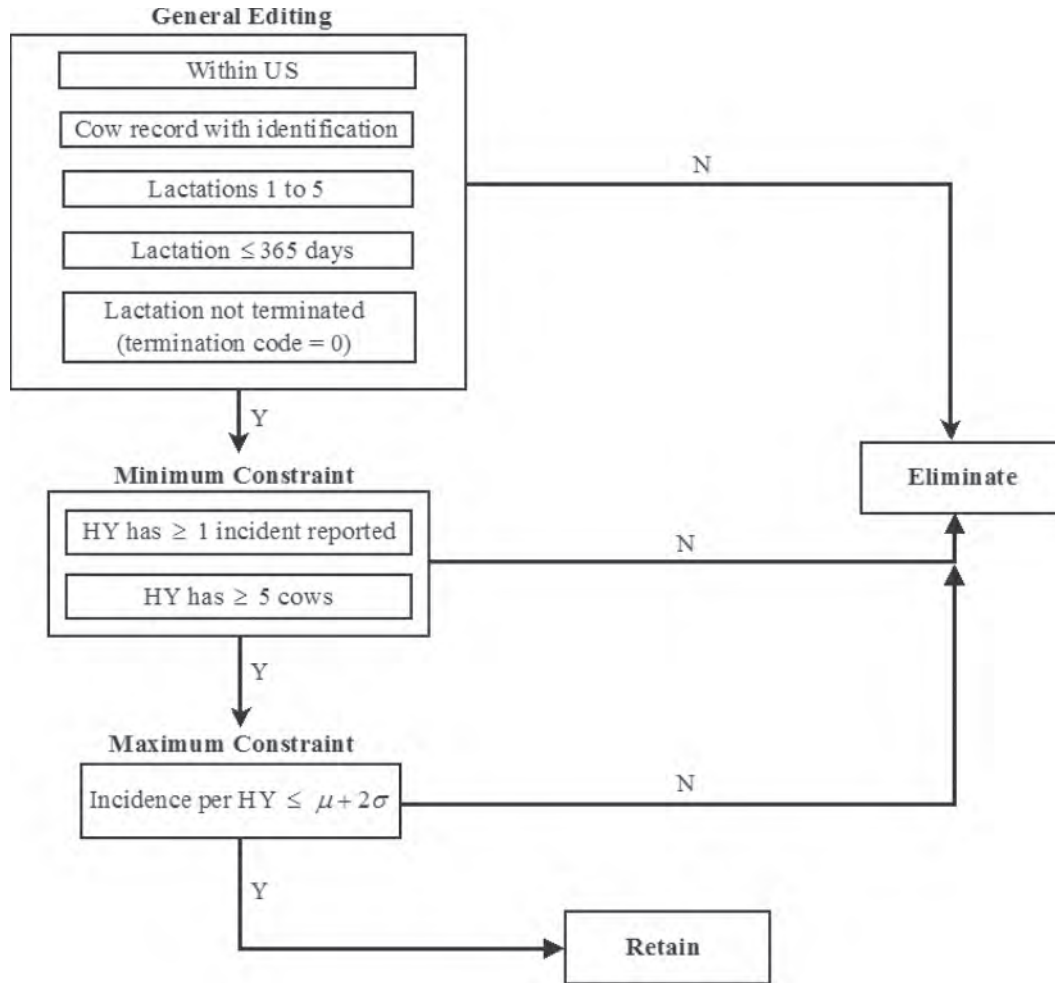 General Editing
Within US
Cow record with identification
N
Lactations 1 to 5
Lactation ≤ 365 days
Lactation not terminated
(termination code = 0)
Y
Minimum Constraint
Eliminate
HY has ≥ 1 incident reported
N
HY has ≥ 5 cows
Y
Maximum Constraint
Incidence per HY ≤ μ + 2σ
N
Y
Retain